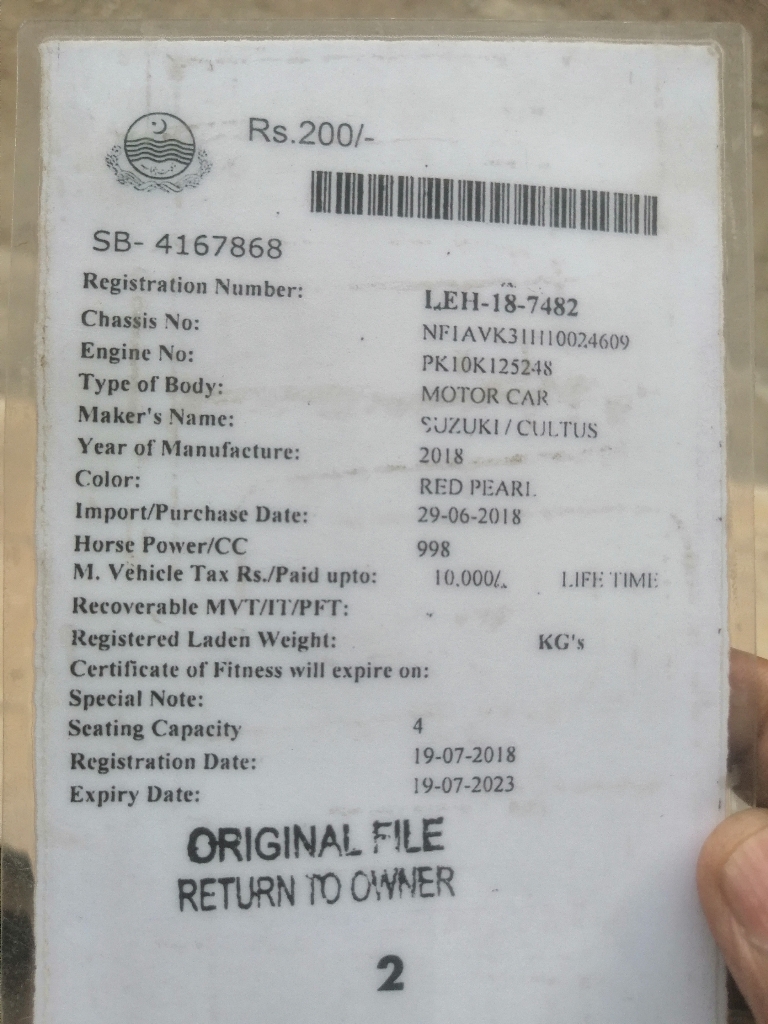 Rs.200/-
SB- 4167868
Registration Number: LEH-18-7482
Chassis No:
Engine No: PK10K125248
Type of Body: MOTOR CAR
Maker's Name: SUZUKI / CULTUS
Year of Manufacture: 2018
Color: RED PEARL
Import/Purchase Date: 29-06-2018
Horse Power/CC 998
M. Vehicle Tax Rs./Paid upto: 10,000/. LIFE TIME
Recoverable MVT/IT/PFT:
Registered Laden Weight: KG's
Certificate of Fitness will expire on:
Special Note:
Seating Capacity 4
Registration Date: 19-07-2018
Expiry Date: 19-07-2023
ORIGINAL FILE
RETURN TO OWNER
2